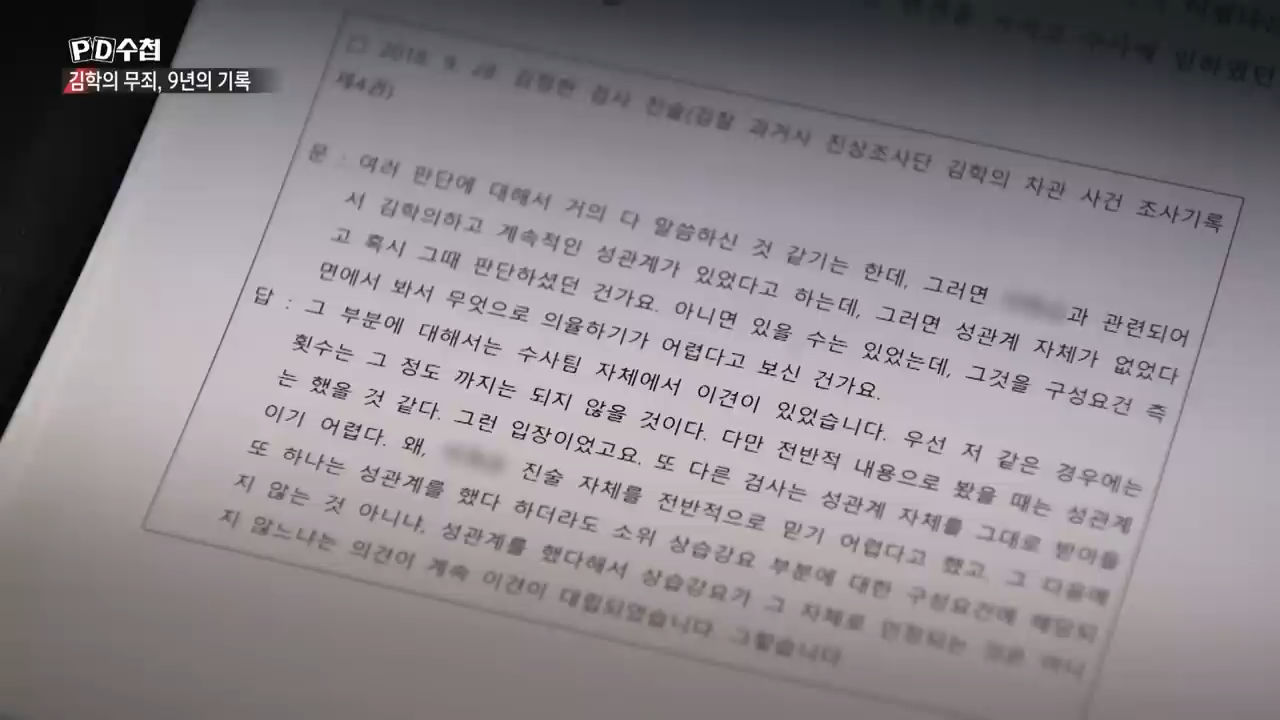 PD수첩
김학의 무죄, 9년의 기록
□ 2018. 9. 28 검사 진술(검찰 과거사 진상조사단 김학의 차관 사건 조사기록
제4권)
문 : 여러 판단에 대해서 거의 다 말씀하신 것 같기는 한데, 그러면 과 관련되어
시 김학의하고 계속적인 성관계가 있었다고 하는데, 그러면 성관계 자체가 없었다
고 혹시 그때 판단하셨던 건가요. 아니면 있을 수는 있었는데, 그것을 구성요건 측
면에서 봐서 무엇으로 의율하기가 어렵다고 보신 건가요.
답 : 그 부분에 대해서는 수사팀 자체에서 이견이 있었습니다. 우선 저 같은 경우에는
횟수는 그 정도 까지는 되지 않을 것이다. 다만 전반적 내용으로 봤을 때는 성관계
는 했을 것 같다. 그런 입장이었고요. 또 다른 검사는 성관계 자체를 그대로 받아들
이기 어렵다. 왜, 진술 자체를 전반적으로 믿기 어렵다고 했고. 그 다음에
또 하나는 성관계를 했다 하더라도 소위 상습강요 부분에 대한 구성요건에 해당되
지 않는 것 아니냐, 성관계를 했다해서 상습강요가 그 자체로 인정되는 것은 아니
지 않느냐는 의견이 계속 이견이 대립되었습니다. 그렇습니다